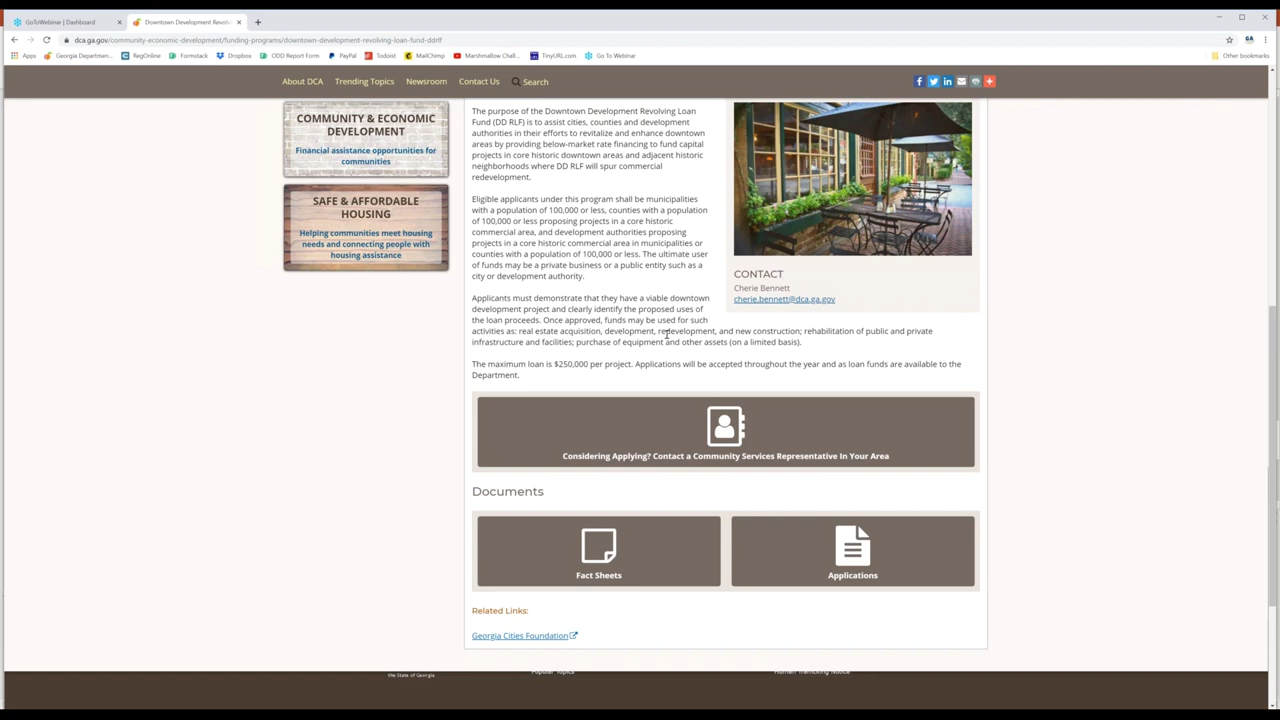 GoToWebinar | Dashboard
Downtown Development Revolvin
dca.ga.gov/community-economic-development/funding-programs/downtown-development-revolving-loan-fund-ddrlf
GA
Apps
Georgia Departmen...
RegOnline
Formstack
Dropbox
ODD Report Form
PayPal
Todoist
MailChimp
Marshmallow Chall...
TinyURL.com
Go To Webinar
Other bookmarks
About DCA
Trending Topics
Newsroom
Contact Us
Search
COMMUNITY & ECONOMIC
DEVELOPMENT
Financial assistance opportunities for
communities
SAFE & AFFORDABLE
HOUSING
Helping communities meet housing
needs and connecting people with
housing assistance
The purpose of the Downtown Development Revolving Loan
Fund (DD RLF) is to assist cities, counties and development
authorities in their efforts to revitalize and enhance downtown
areas by providing below-market rate financing to fund capital
projects in core historic downtown areas and adjacent historic
neighborhoods where DD RLF will spur commercial
redevelopment.
Eligible applicants under this program shall be municipalities
with a population of 100,000 or less, counties with a population
of 100,000 or less proposing projects in a core historic
commercial area, and development authorities proposing
projects in a core historic commercial area in municipalities or
counties with a population of 100,000 or less. The ultimate user
of funds may be a private business or a public entity such as a
city or development authority.
Applicants must demonstrate that they have a viable downtown
development project and clearly identify the proposed uses of
the loan proceeds. Once approved, funds may be used for such
activities as: real estate acquisition, development, redevelopment, and new construction; rehabilitation of public and private
infrastructure and facilities; purchase of equipment and other assets (on a limited basis).
The maximum loan is $250,000 per project. Applications will be accepted throughout the year and as loan funds are available to the
Department.
CONTACT
Cherie Bennett
cherie.bennett@dca.ga.gov
Considering Applying? Contact a Community Services Representative In Your Area
Documents
Fact Sheets
Applications
Related Links:
Georgia Cities Foundation
the State of Georgia
Popular Topics
Human Trafficking Notice